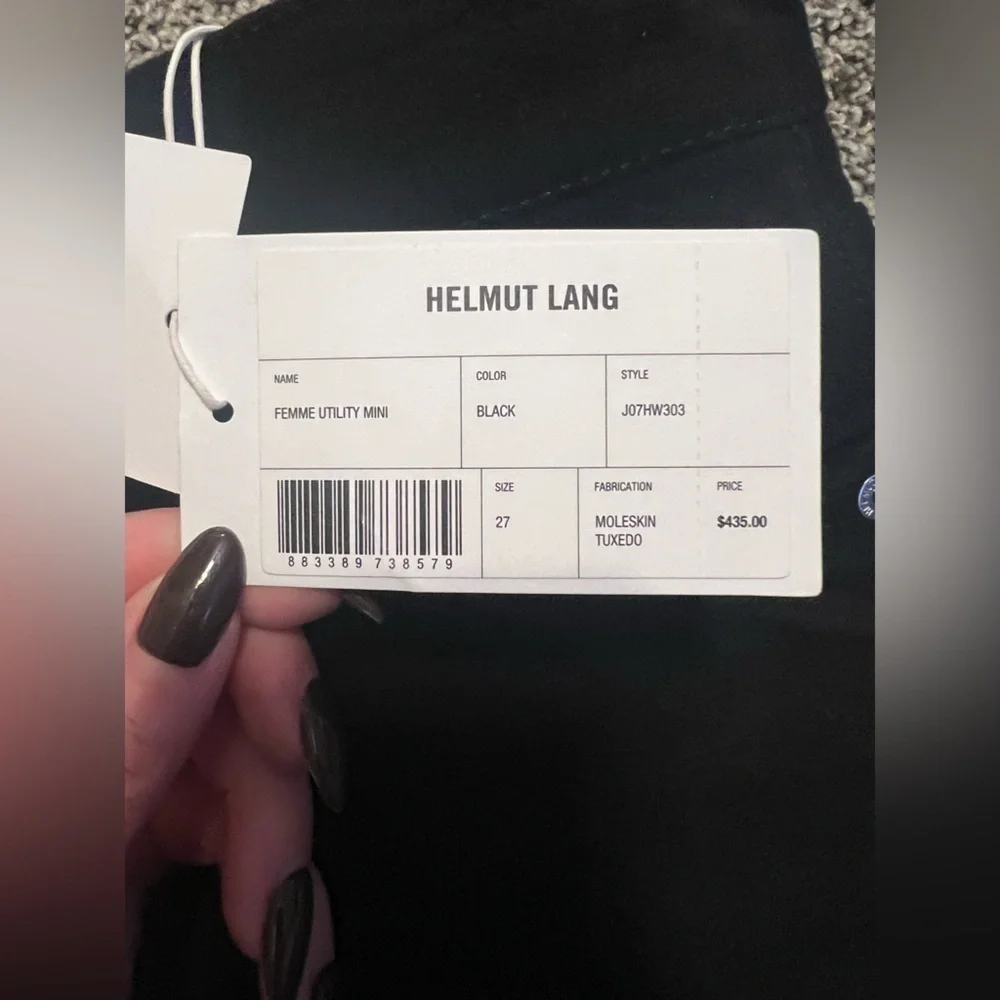 HELMUT LANG
NAME
FEMME UTILITY MINI
COLOR
BLACK
STYLE
J07HW303
883389 738579
SIZE
27
FABRICATION
MOLESKIN
TUXEDO
PRICE
$435.00